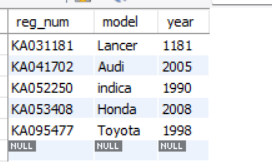 reg_num model year
KA031181 Lancer 1181
KA041702 Audi 2005
KA052250 indica 1990
KA053408 Honda 2008
KA095477 Toyota 1998
NULL NULL NULL